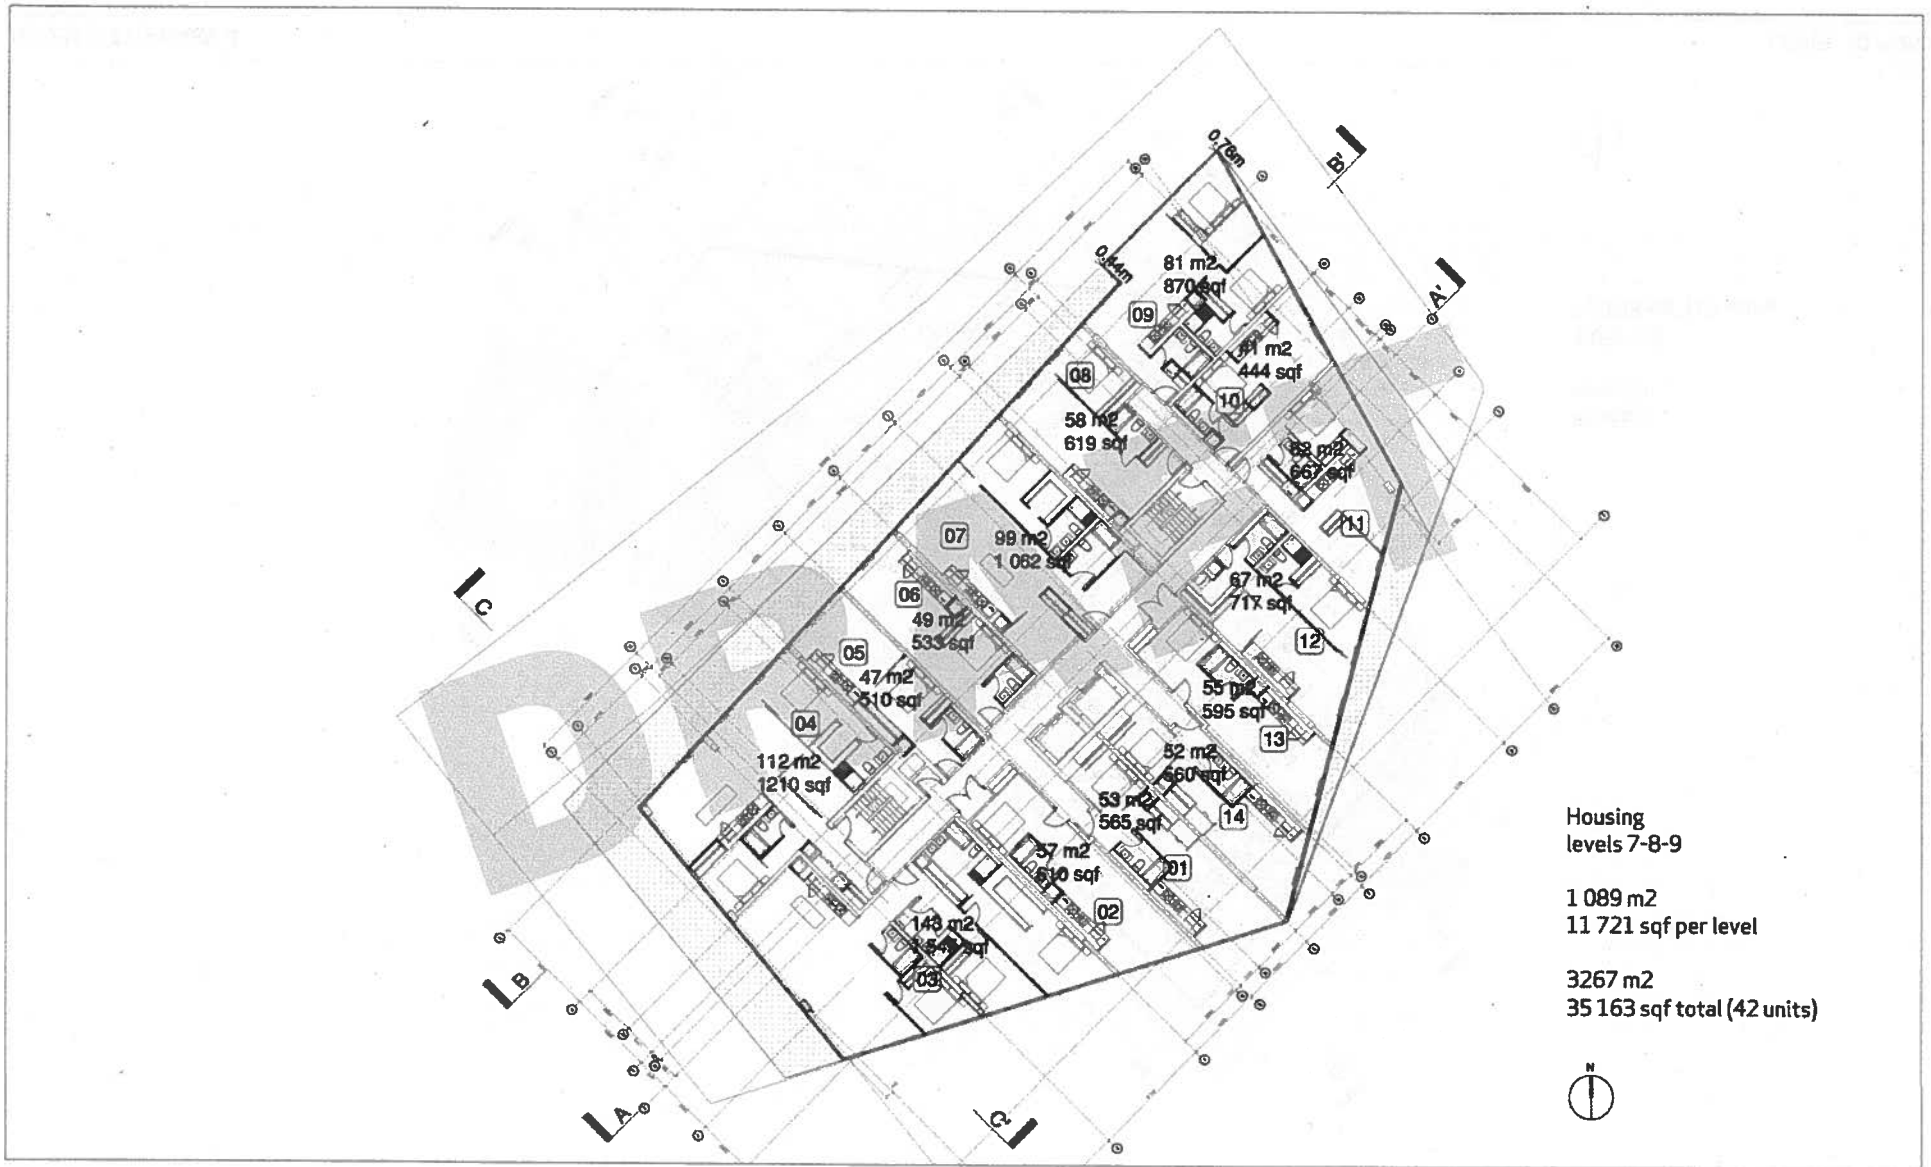 0.76m
B'
0.44m
A'
81 m2
870 sqf
09
41 m2
444 sqf
08
10
58 m2
619 sqf
62 m2
667 sqf
11
07
99 m2
1 062 sqf
67 m2
717 sqf
06
C
49 m2
533 sqf
12
05
47 m2
510 sqf
55 m2
595 sqf
04
13
112 m2
1210 sqf
52 m2
560 sqf
53 m2
565 sqf
14
57 m2
610 sqf
01
02
143 m2
03
DRAFT
B
A
C'
Housing
levels 7-8-9
1 089 m2
11 721 sqf per level
3267 m2
35 163 sqf total (42 units)
N